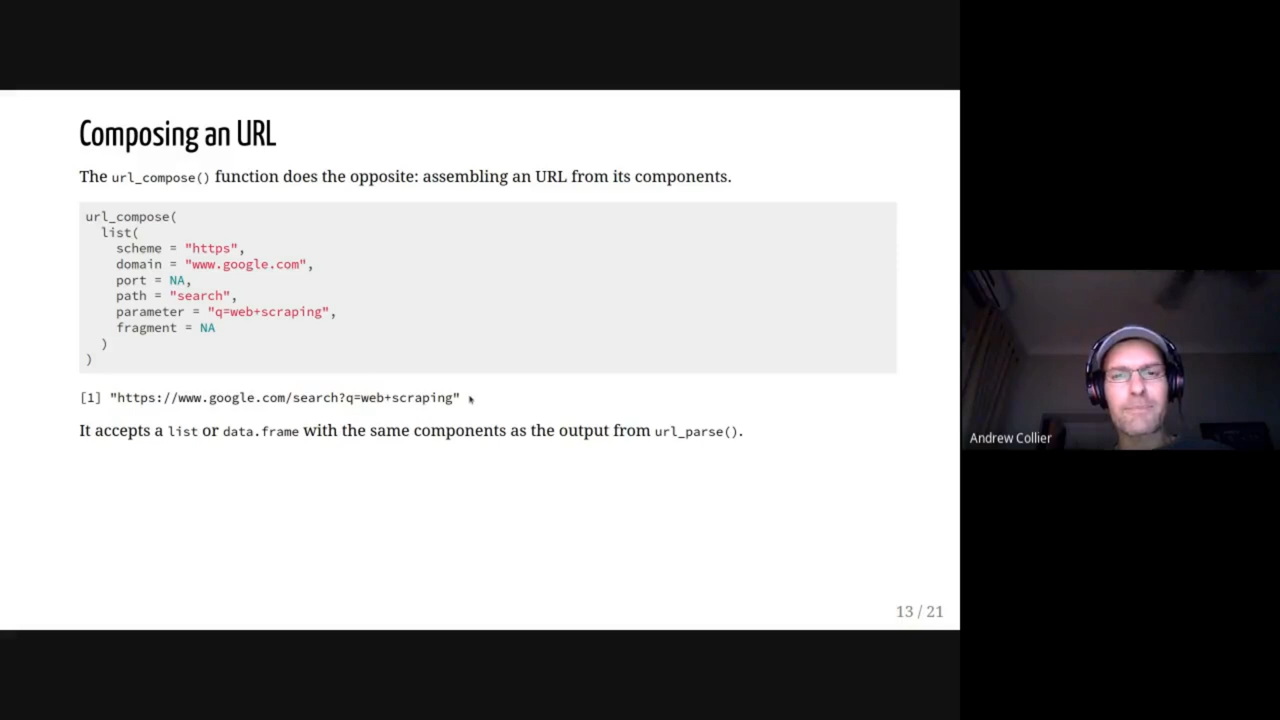 Composing an URL
The url_compose() function does the opposite: assembling an URL from its components.
url_compose(
  list(
    scheme = "https",
    domain = "www.google.com",
    port = NA,
    path = "search",
    parameter = "q=web+scraping",
    fragment = NA
  )
)
[1] "https://www.google.com/search?q=web+scraping"
It accepts a list or data.frame with the same components as the output from url_parse().
13 / 21
Andrew Collier